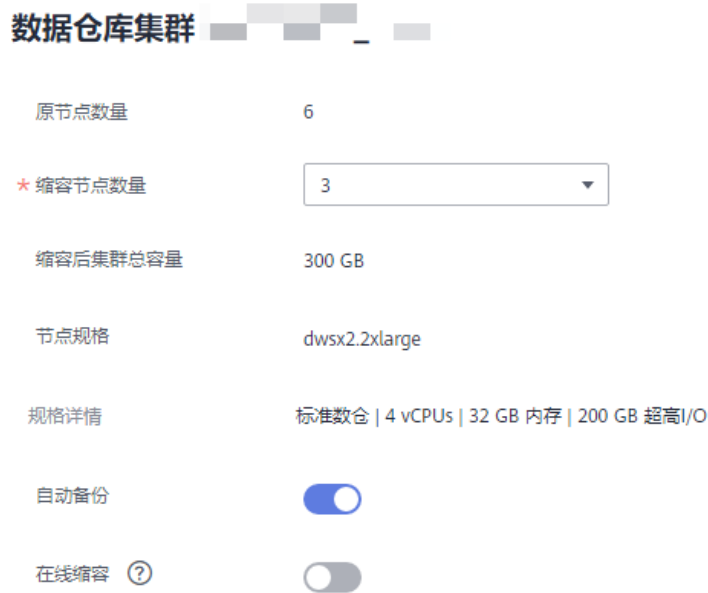 数据仓库集群
原节点数量 6
* 缩容节点数量 3
缩容后集群总容量 300 GB
节点规格 dwsx2.2xlarge
规格详情 标准数仓 | 4 vCPUs | 32 GB 内存 | 200 GB 超高I/O
自动备份
在线缩容 ?